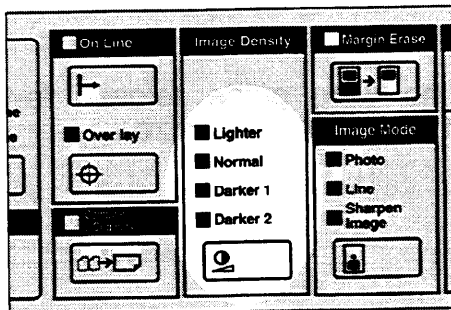 On Line
Over lay
Image Density
Lighter
Normal
Darker 1
Darker 2
Margin Erase
Image Mode
Photo
Line
Sharpen
Image